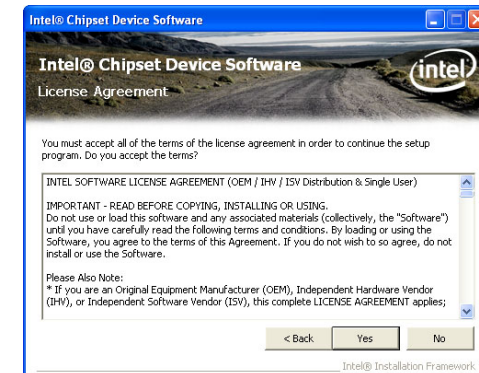 Intel® Chipset Device Software
Intel® Chipset Device Software
License Agreement
intel
You must accept all of the terms of the license agreement in order to continue the setup
program. Do you accept the terms?
INTEL SOFTWARE LICENSE AGREEMENT (OEM / IHV / ISV Distribution & Single User)
IMPORTANT - READ BEFORE COPYING, INSTALLING OR USING.
Do not use or load this software and any associated materials (collectively, the "Software")
until you have carefully read the following terms and conditions. By loading or using the
Software, you agree to the terms of this Agreement. If you do not wish to so agree, do not
install or use the Software.
Please Also Note:
* If you are an Original Equipment Manufacturer (OEM), Independent Hardware Vendor
(IHV), or Independent Software Vendor (ISV), this complete LICENSE AGREEMENT applies;
< Back Yes No
Intel® Installation Framework